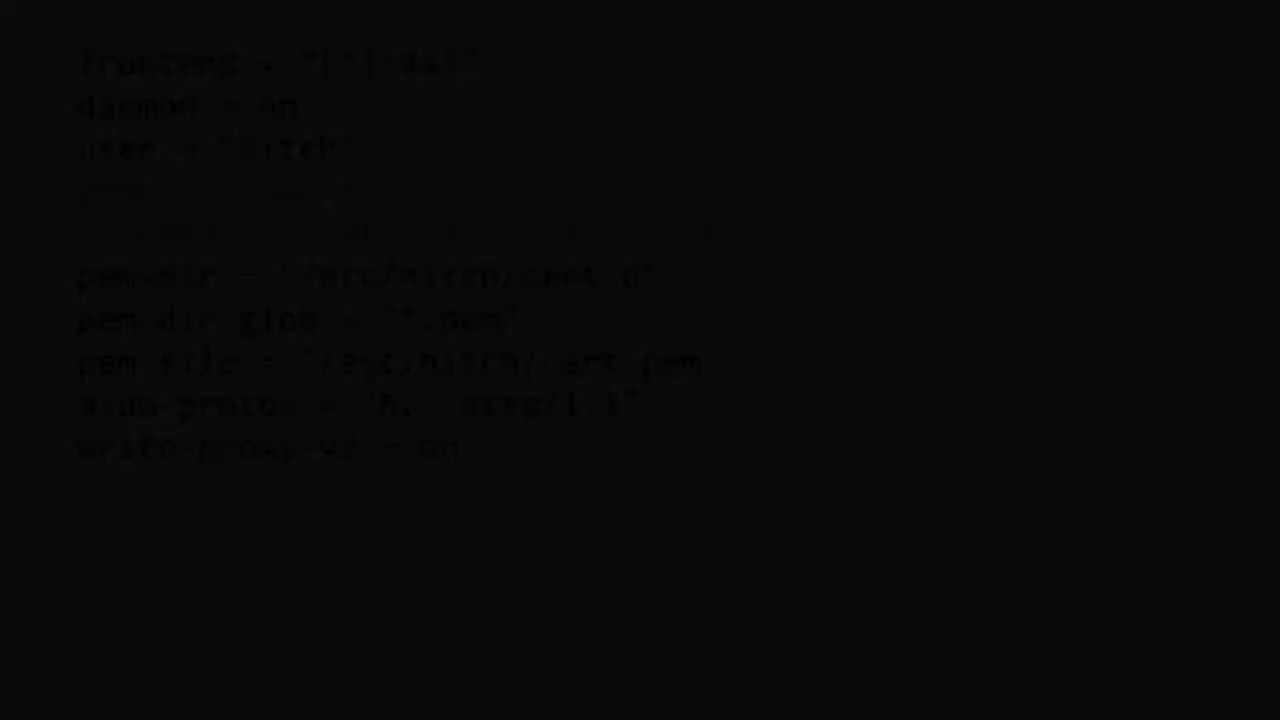 frontend = "[*]:443"
daemon = on
user = "hitch"
pem-dir = "/etc/hitch/cert.d"
pem-dir-glob = "*.pem"
pem-file = "/etc/hitch/cert.pem"
alpn-protos = "h2, http/1.1"
write-proxy-v2 = on